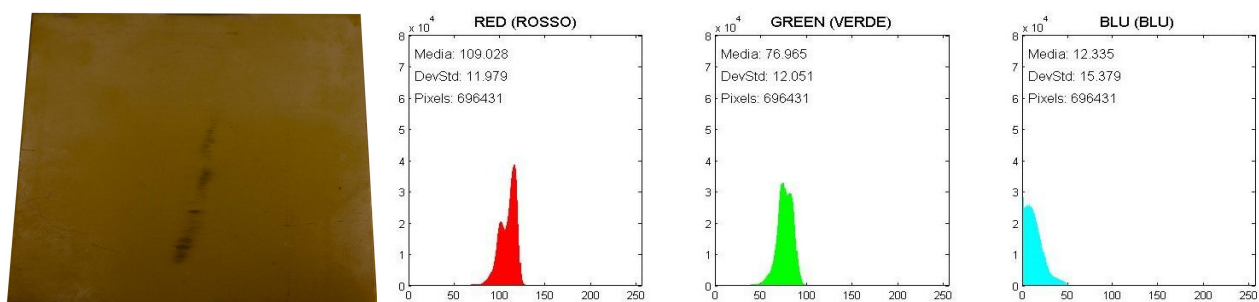 RED (ROSSO)
x 10^4
8
7
6
5
4
3
2
1
0
Media: 109.028
DevStd: 11.979
Pixels: 696431
0 50 100 150 200 250
GREEN (VERDE)
x 10^4
8
7
6
5
4
3
2
1
0
Media: 76.965
DevStd: 12.051
Pixels: 696431
0 50 100 150 200 250
BLU (BLU)
x 10^4
8
7
6
5
4
3
2
1
0
Media: 12.335
DevStd: 15.379
Pixels: 696431
0 50 100 150 200 250